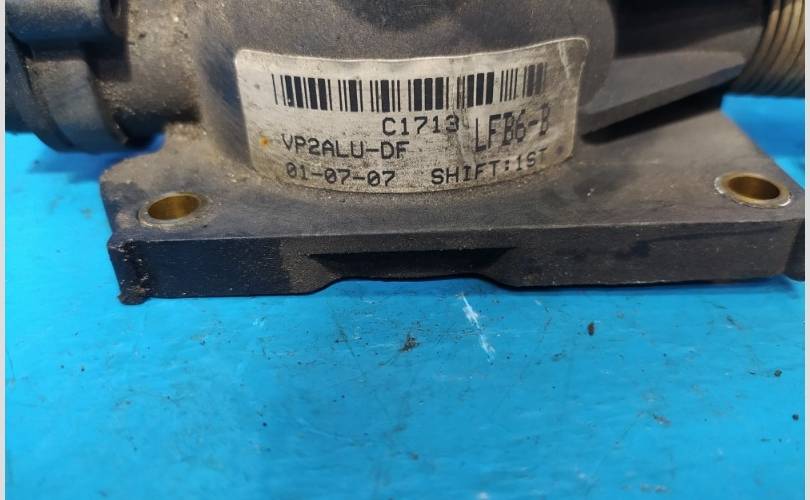 C1713 LFB6-B
VP2ALU-DF
01-07-07 SHIFT:1ST